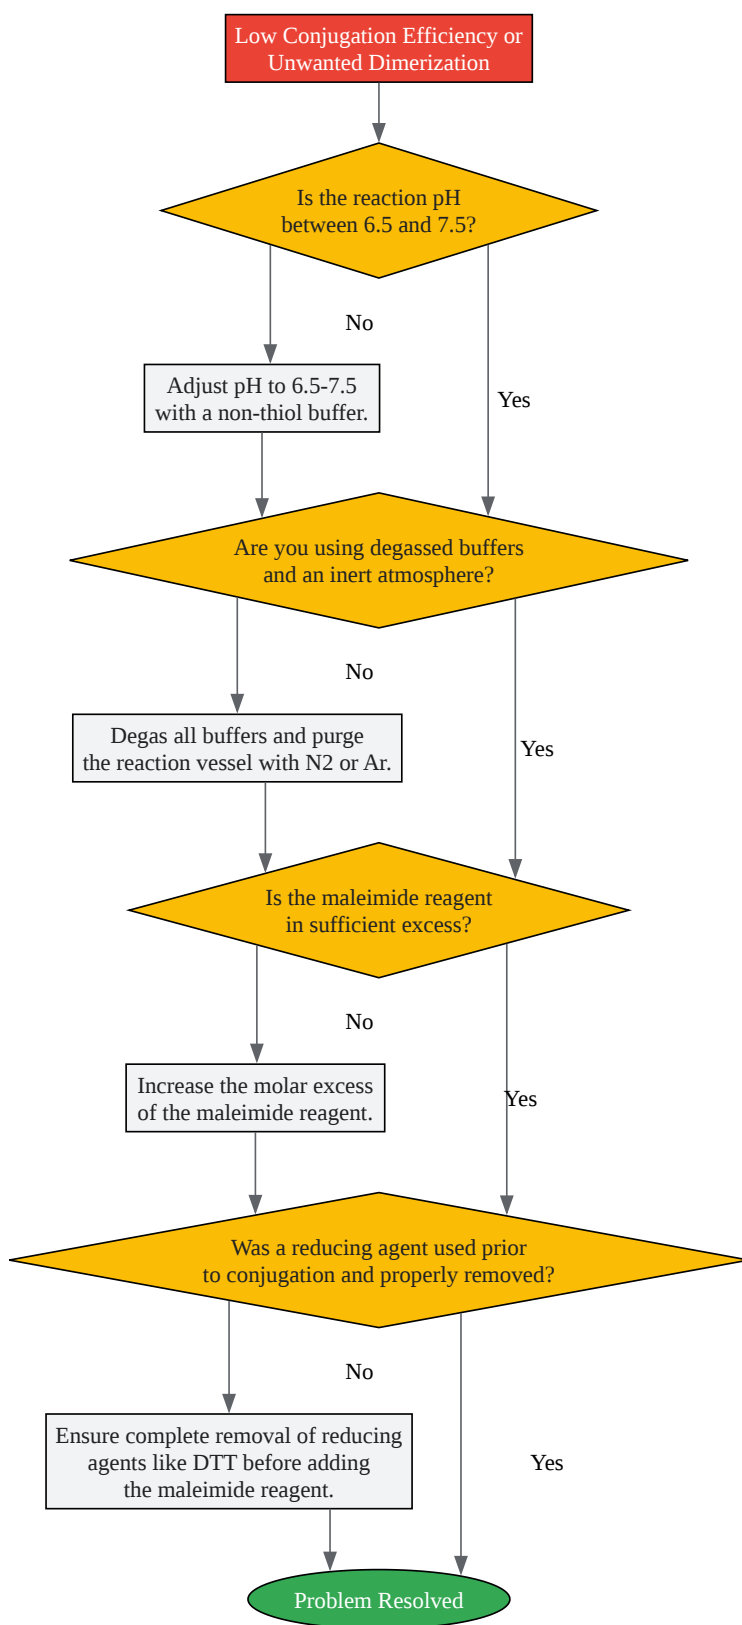 Low Conjugation Efficiency or
Unwanted Dimerization
Is the reaction pH
between 6.5 and 7.5?
No
Adjust pH to 6.5-7.5
with a non-thiol buffer.
Yes
Are you using degassed buffers
and an inert atmosphere?
No
Degas all buffers and purge
the reaction vessel with N2 or Ar.
Yes
Is the maleimide reagent
in sufficient excess?
No
Increase the molar excess
of the maleimide reagent.
Yes
Was a reducing agent used prior
to conjugation and properly removed?
No
Ensure complete removal of reducing
agents like DTT before adding
the maleimide reagent.
Yes
Problem Resolved